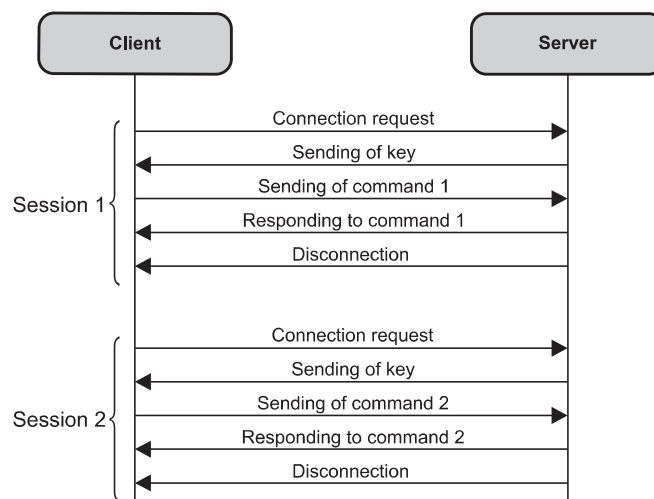 Client
Server
Connection request
Sending of key
Sending of command 1
Session 1
Responding to command 1
Disconnection
Connection request
Sending of key
Sending of command 2
Session 2
Responding to command 2
Disconnection